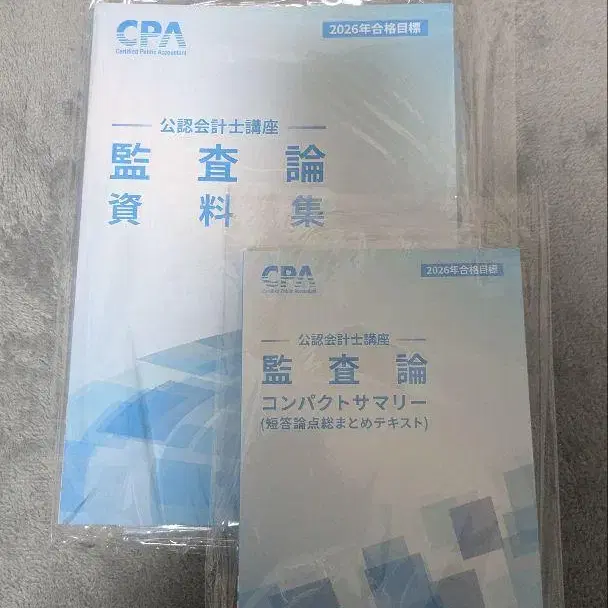 CPA
Certified Public Accountant
2026年合格目標
公認会計士講座
監査論
資料集
CPA
Certified Public Accountant
2026年合格目標
公認会計士講座
監査論
コンパクトサマリー
(短答論点総まとめテキスト)